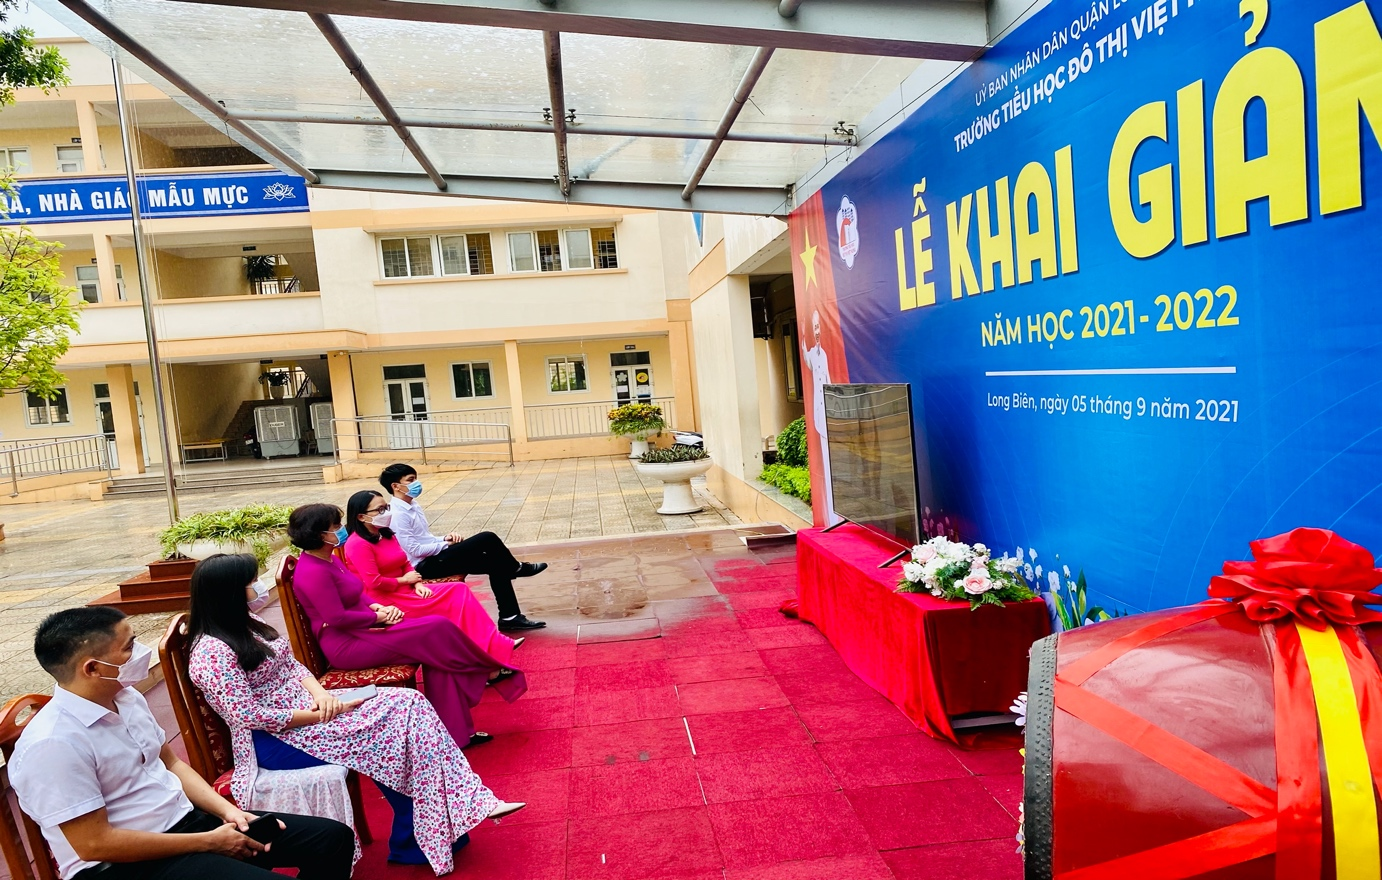 UỶ BAN NHÂN DÂN QUẬN
TRƯỜNG TIỂU HỌC ĐÔ THỊ VIỆT
LỄ KHAI GIẢN
NĂM HỌC 2021 - 2022
Long Biên, ngày 05 tháng 9 năm 2021
, NHÀ GIÁO MẪU MỰC